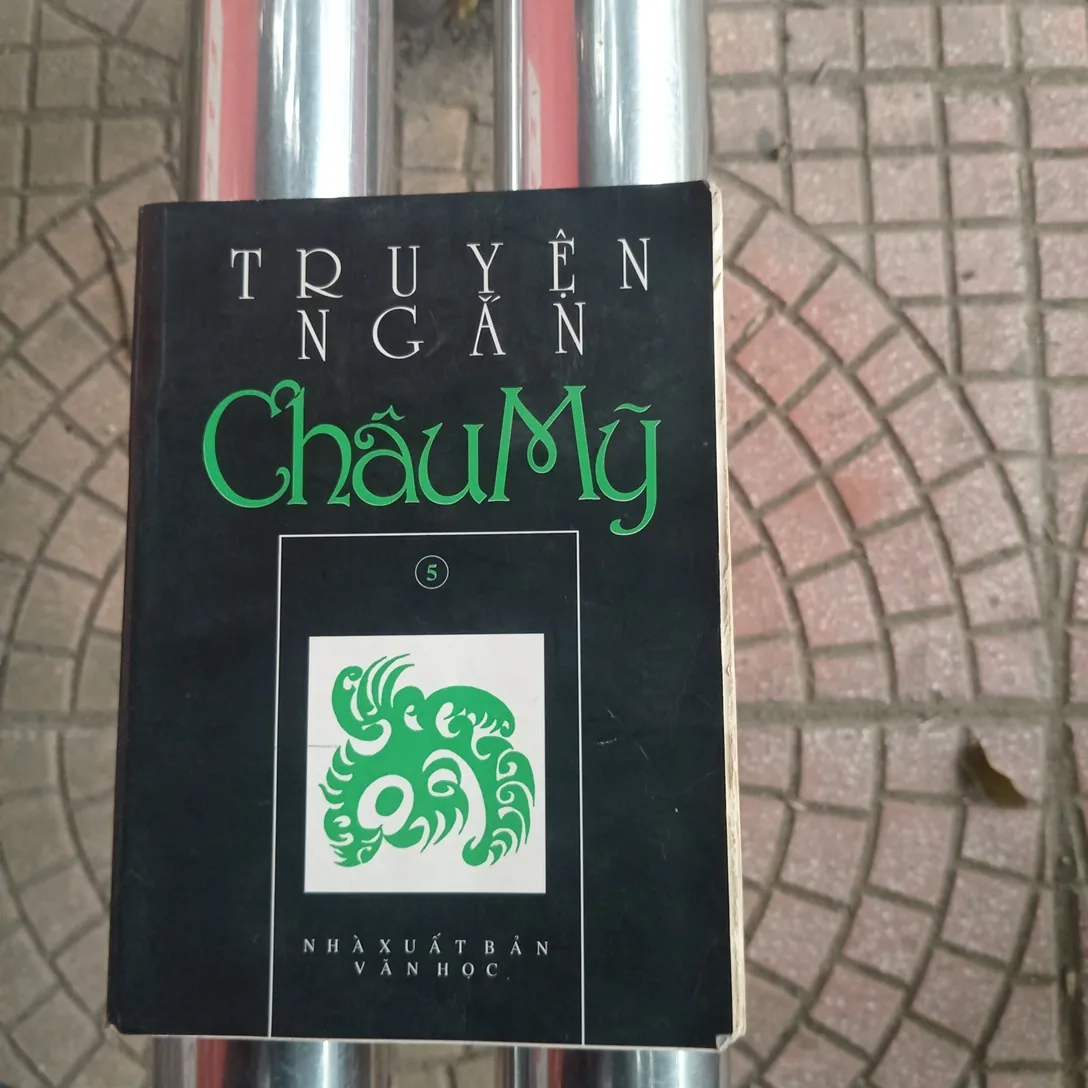 TRUYỆN
NGẮN
Châu Mỹ
5
NHÀ XUẤT BẢN
VĂN HỌC